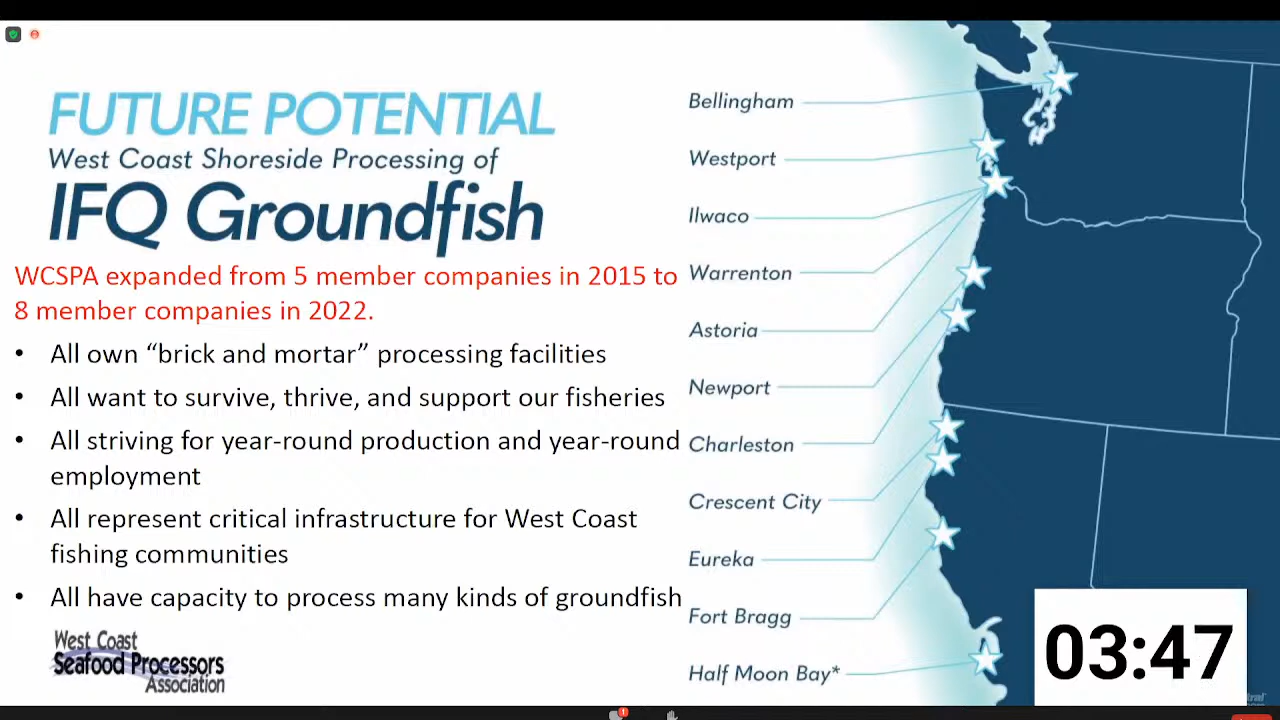 FUTURE POTENTIAL
West Coast Shoreside Processing of
IFQ Groundfish
WCSPA expanded from 5 member companies in 2015 to
8 member companies in 2022.
• All own “brick and mortar” processing facilities
• All want to survive, thrive, and support our fisheries
• All striving for year-round production and year-round
employment
• All represent critical infrastructure for West Coast
fishing communities
• All have capacity to process many kinds of groundfish
West Coast
Seafood Processors
Association
Bellingham
Westport
Ilwaco
Warrenton
Astoria
Newport
Charleston
Crescent City
Eureka
Fort Bragg
Half Moon Bay*
03:47
1